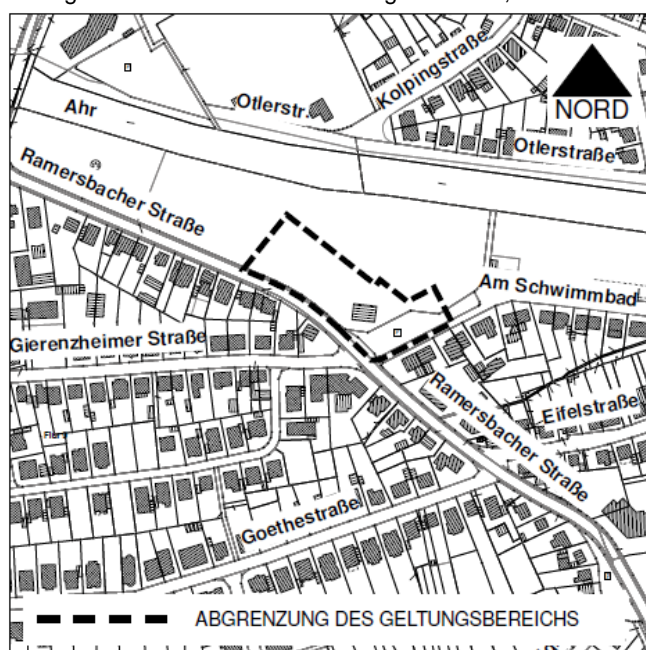 Otlerstr.
Kolpingstraße
NORD
Ahr
Otlerstraße
Ramersbacher Straße
Am Schwimmbad
Gierenzheimer Straße
Ramersbacher Straße
Eifelstraße
Goethestraße
ABGRENZUNG DES GELTUNGSBEREICHS